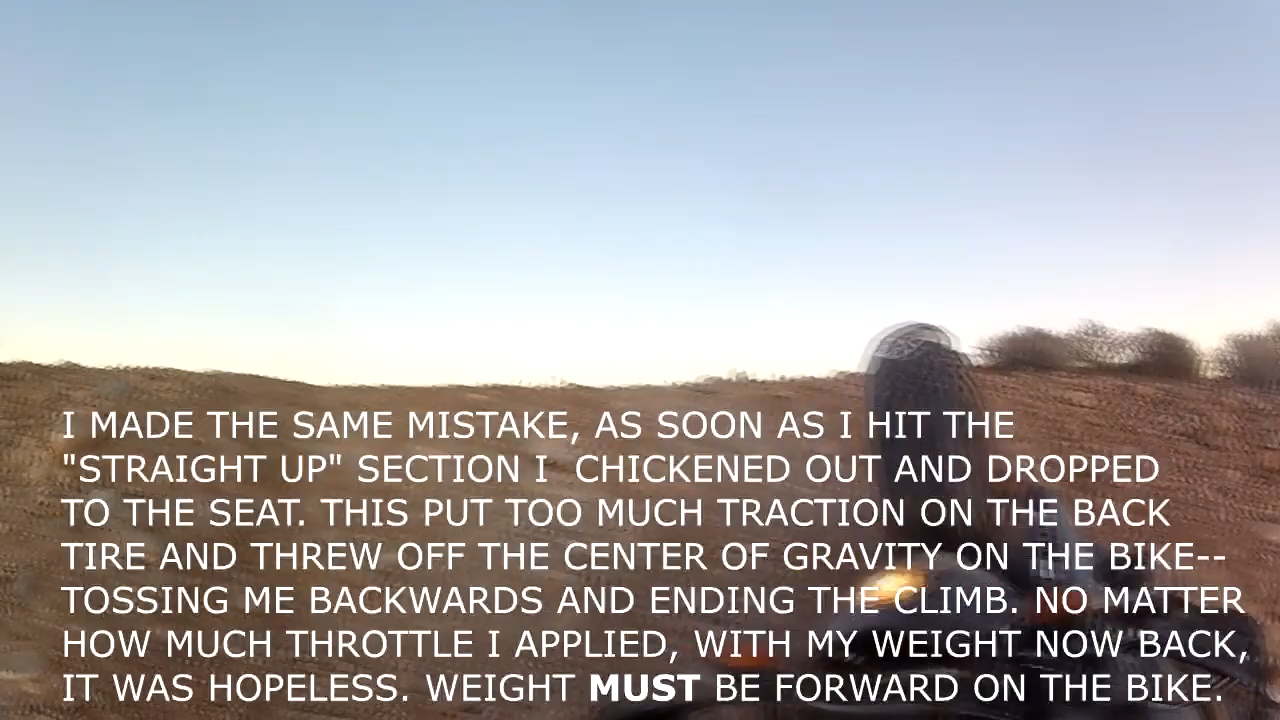 I MADE THE SAME MISTAKE, AS SOON AS I HIT THE
"STRAIGHT UP" SECTION I  CHICKENED OUT AND DROPPED
TO THE SEAT. THIS PUT TOO MUCH TRACTION ON THE BACK
TIRE AND THREW OFF THE CENTER OF GRAVITY ON THE BIKE--
TOSSING ME BACKWARDS AND ENDING THE CLIMB. NO MATTER
HOW MUCH THROTTLE I APPLIED, WITH MY WEIGHT NOW BACK,
IT WAS HOPELESS. WEIGHT MUST BE FORWARD ON THE BIKE.